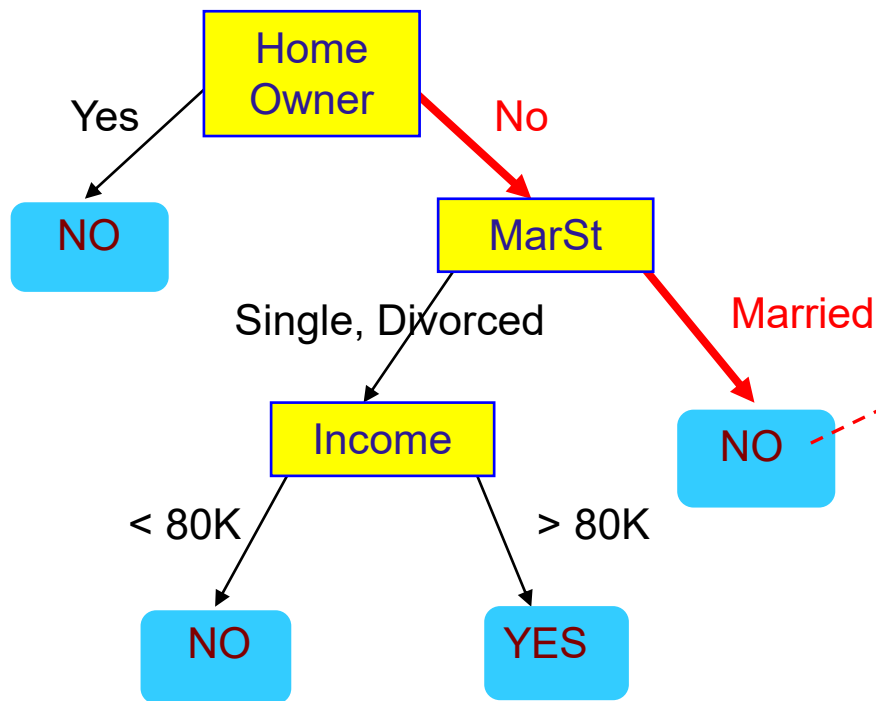 Home
Owner
Yes
No
NO
MarSt
Single, Divorced
Married
Income
NO
< 80K
> 80K
NO
YES